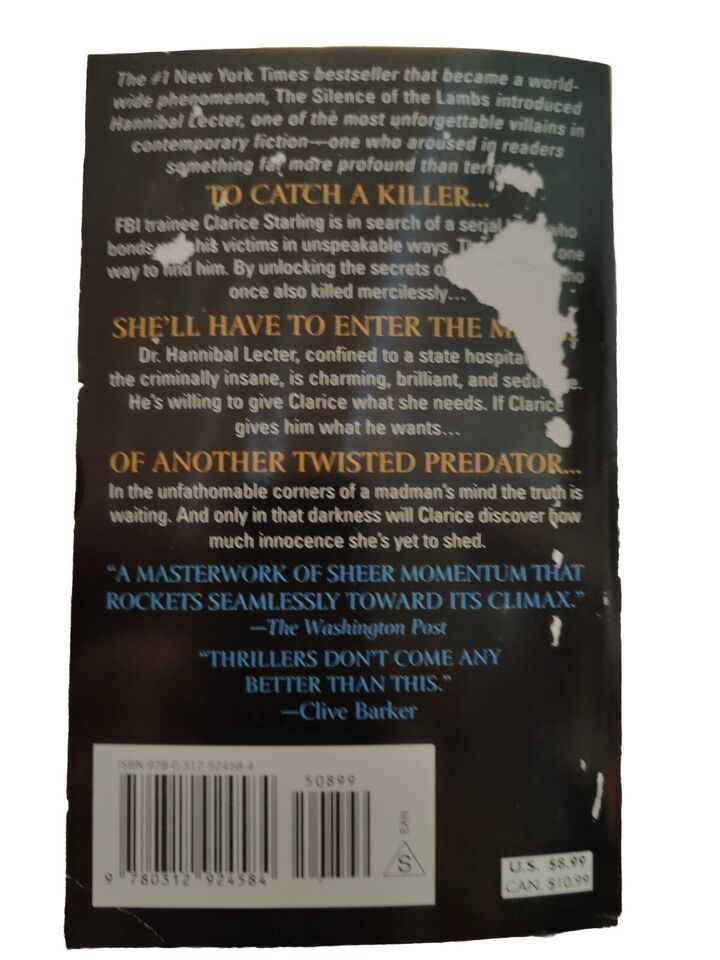 The #1 New York Times bestseller that became a world-
wide phenomenon, The Silence of the Lambs introduced
Hannibal Lecter, one of the most unforgettable villains in
contemporary fiction—one who aroused in readers
something far more profound than
TO CATCH A KILLER...
FBI trainee Clarice Starling is in search of a serial who
bonds his victims in unspeakable ways. one
way to find him. By unlocking the secrets
once also killed mercilessly...
SHE'LL HAVE TO ENTER THE
Dr. Hannibal Lecter, confined to a state hospital
the criminally insane, is charming, brilliant, and
He's willing to give Clarice what she needs. If Clarice
gives him what he wants...
OF ANOTHER TWISTED PREDATOR...
In the unfathomable corners of a madman's mind the truth is
waiting. And only in that darkness will Clarice discover how
much innocence she's yet to shed.
"A MASTERWORK OF SHEER MOMENTUM THAT
ROCKETS SEAMLESSLY TOWARD ITS CLIMAX."
—The Washington Post
"THRILLERS DON'T COME ANY
BETTER THAN THIS."
—Clive Barker
ISBN 978-0-312-92458-4
50899
9 780312 924584
EAN
S
U.S. $8.99
CAN. $10.99